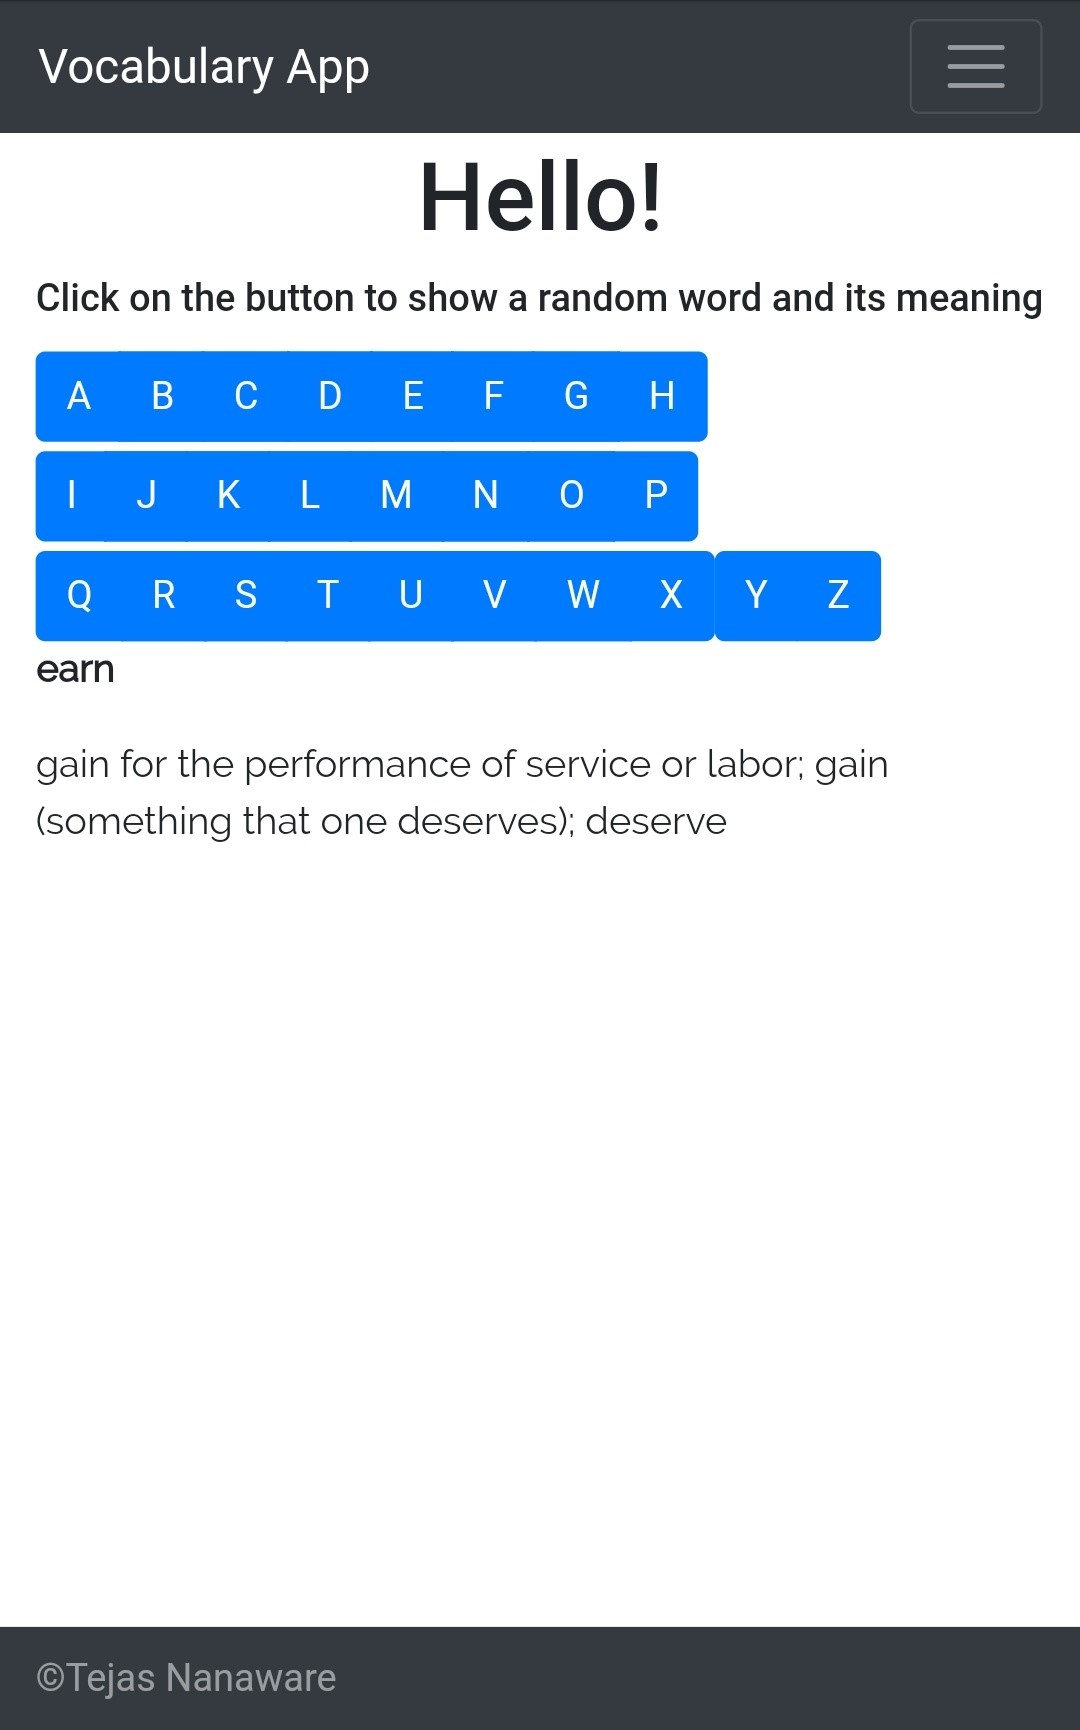 Vocabulary App
Hello!
Click on the button to show a random word and its meaning
A B C D E F G H
I J K L M N O P
Q R S T U V W X Y Z
earn
gain for the performance of service or labor; gain
(something that one deserves); deserve
©Tejas Nanaware